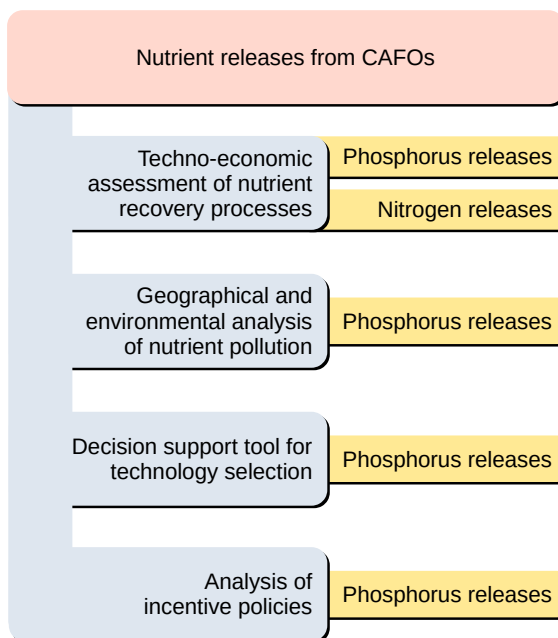 Nutrient releases from CAFOs
Techno-economic
assessment of nutrient
recovery processes
Phosphorus releases
Nitrogen releases
Geographical and
environmental analysis
of nutrient pollution
Phosphorus releases
Decision support tool for
technology selection
Phosphorus releases
Analysis of
incentive policies
Phosphorus releases